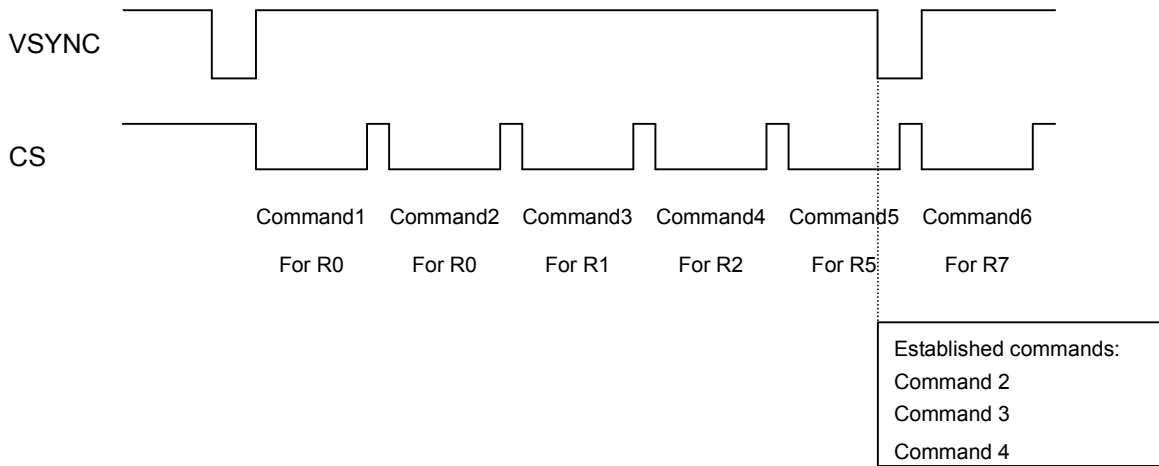 VSYNC
CS
Command1 Command2 Command3 Command4 Command5 Command6
For R0 For R0 For R1 For R2 For R5 For R7
Established commands:
Command 2
Command 3
Command 4